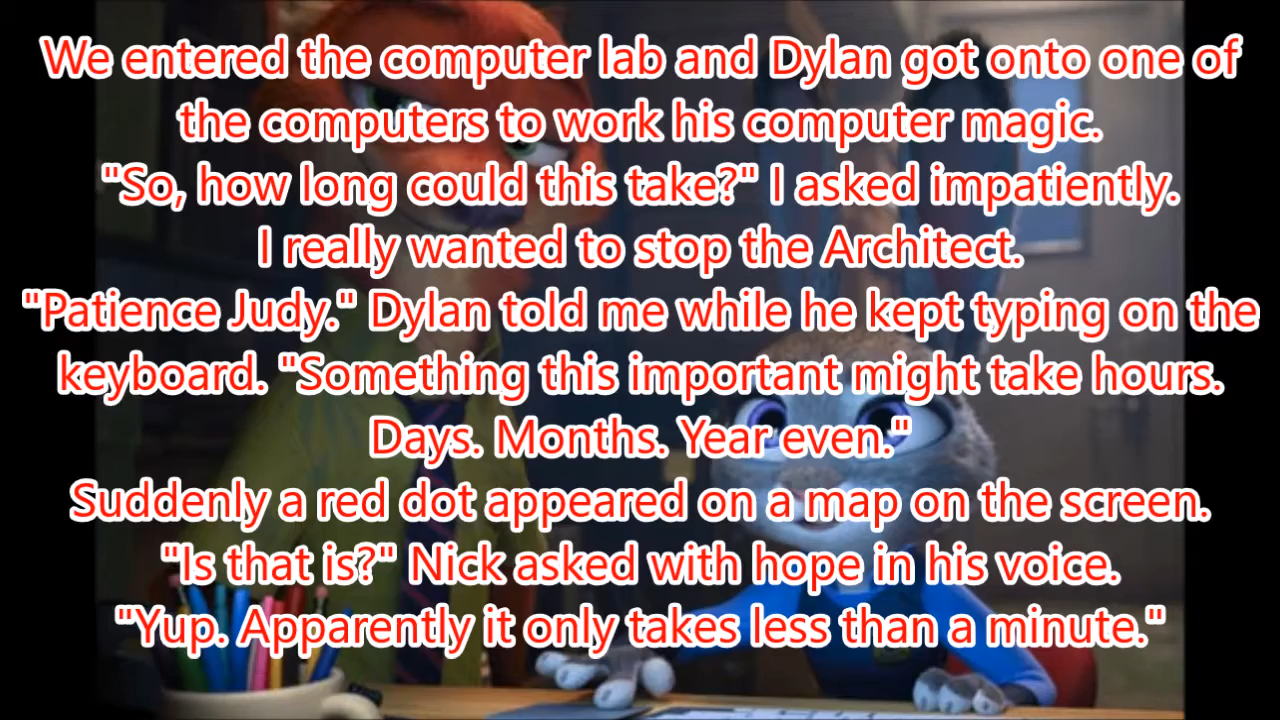 We entered the computer lab and Dylan got onto one of
the computers to work his computer magic.
"So, how long could this take?" I asked impatiently.
I really wanted to stop the Architect.
"Patience Judy." Dylan told me while he kept typing on the
keyboard. "Something this important might take hours.
Days. Months. Year even."
Suddenly a red dot appeared on a map on the screen.
"Is that is?" Nick asked with hope in his voice.
"Yup. Apparently it only takes less than a minute."